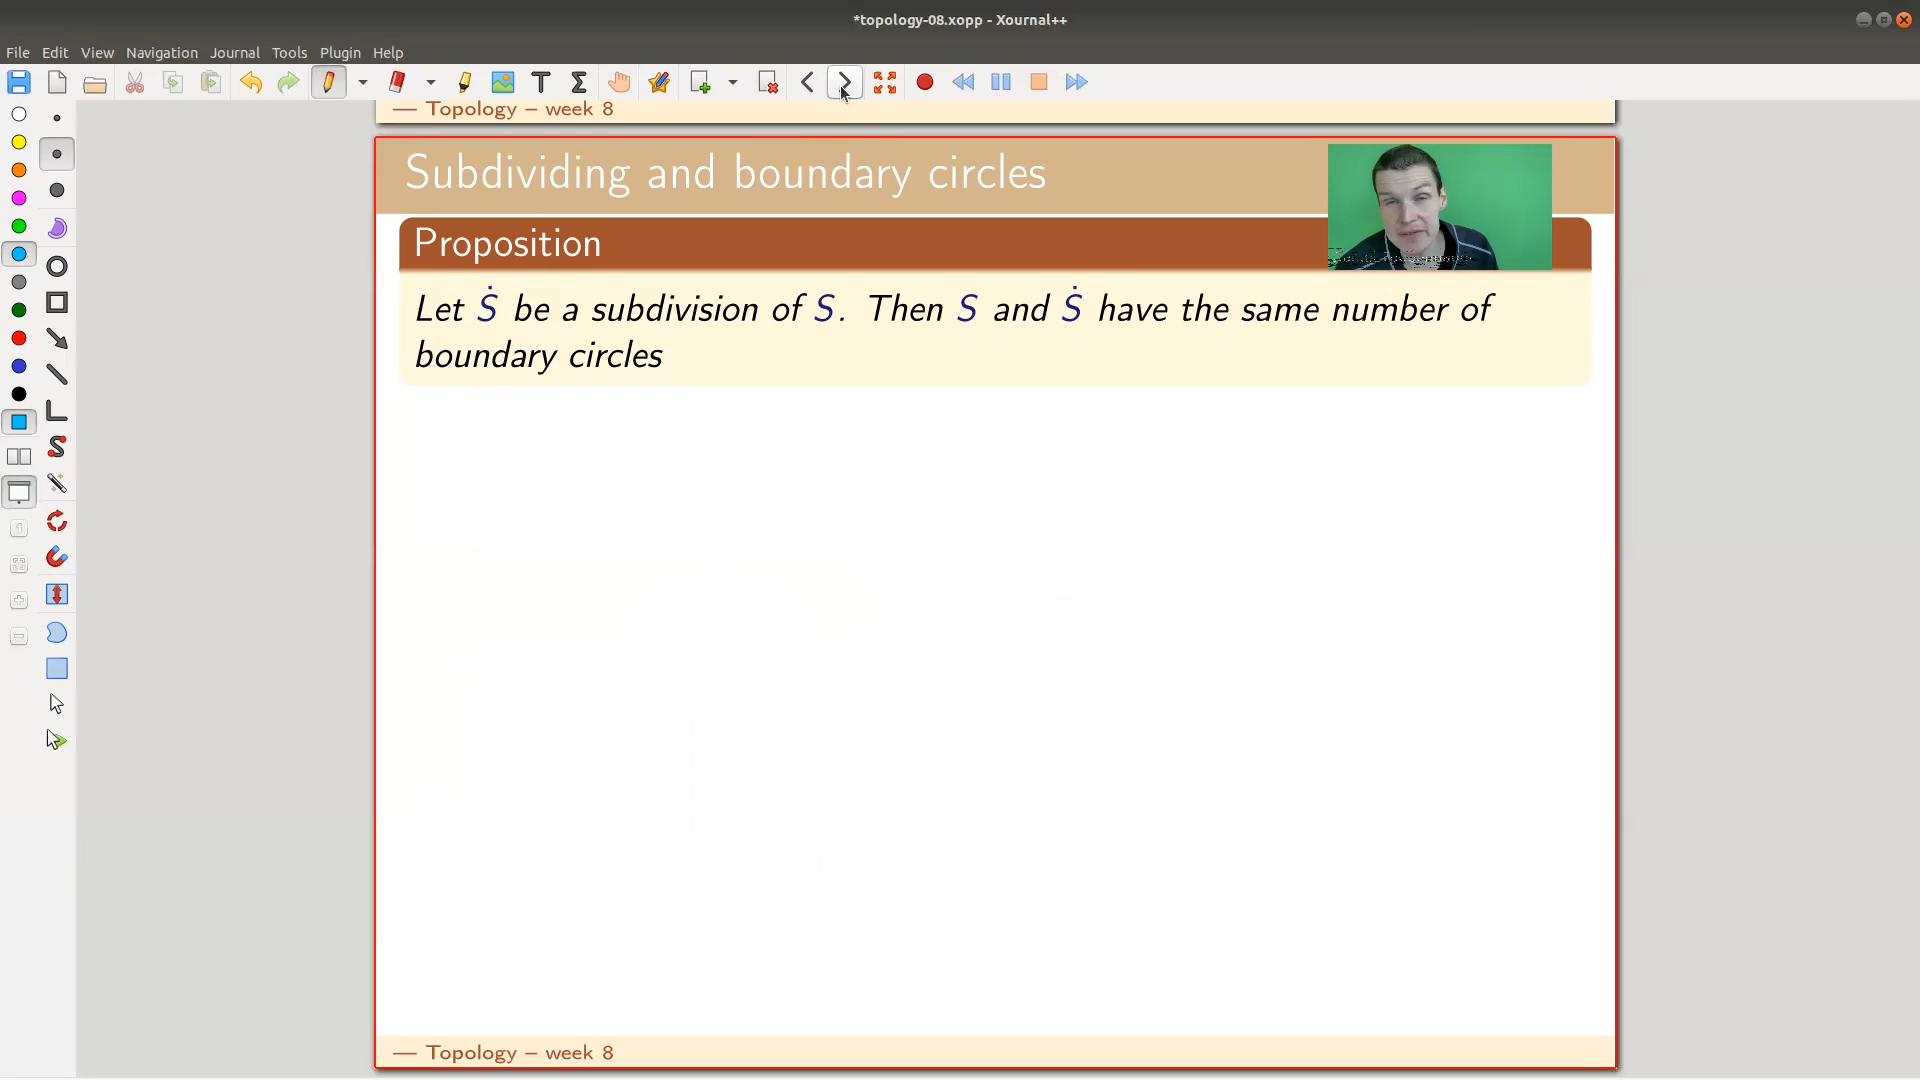 *topology-08.xopp - Xournal++
File Edit View Navigation Journal Tools Plugin Help
— Topology – week 8
Subdividing and boundary circles
Proposition
Let Ṡ be a subdivision of S. Then S and Ṡ have the same number of
boundary circles
— Topology – week 8